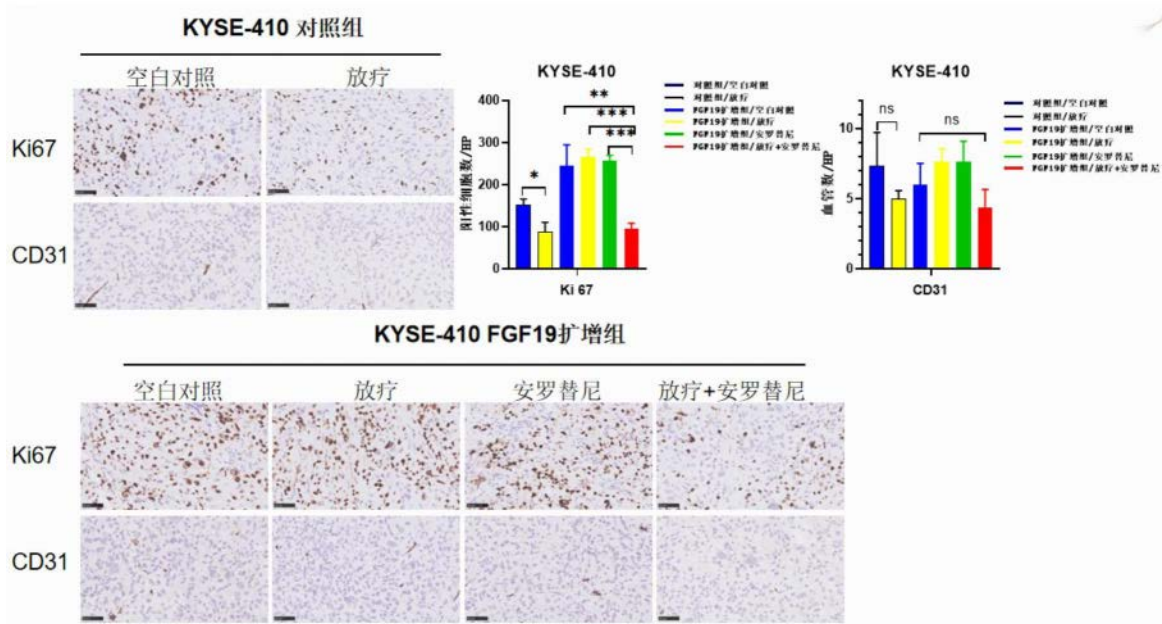 KYSE-410 对照组
空白对照
放疗
Ki67
CD31
KYSE-410
400
300
200
100
0
阳性细胞数/HP
*
**
***
***
Ki 67
对照组/空白对照
对照组/放疗
FGF19扩增组/空白对照
FGF19扩增组/放疗
FGF19扩增组/安罗替尼
FGF19扩增组/放疗+安罗替尼
KYSE-410
10
5
0
血管数/HP
ns
ns
CD31
对照组/空白对照
对照组/放疗
FGF19扩增组/空白对照
FGF19扩增组/放疗
FGF19扩增组/安罗替尼
FGF19扩增组/放疗+安罗替尼
KYSE-410 FGF19扩增组
空白对照
放疗
安罗替尼
放疗+安罗替尼
Ki67
CD31